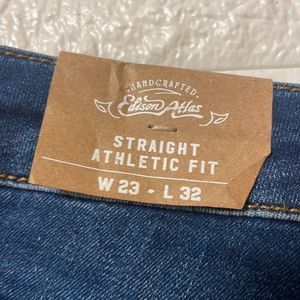 HANDCRAFTED
Edison Atlas
STRAIGHT
ATHLETIC FIT
W 23 - L 32